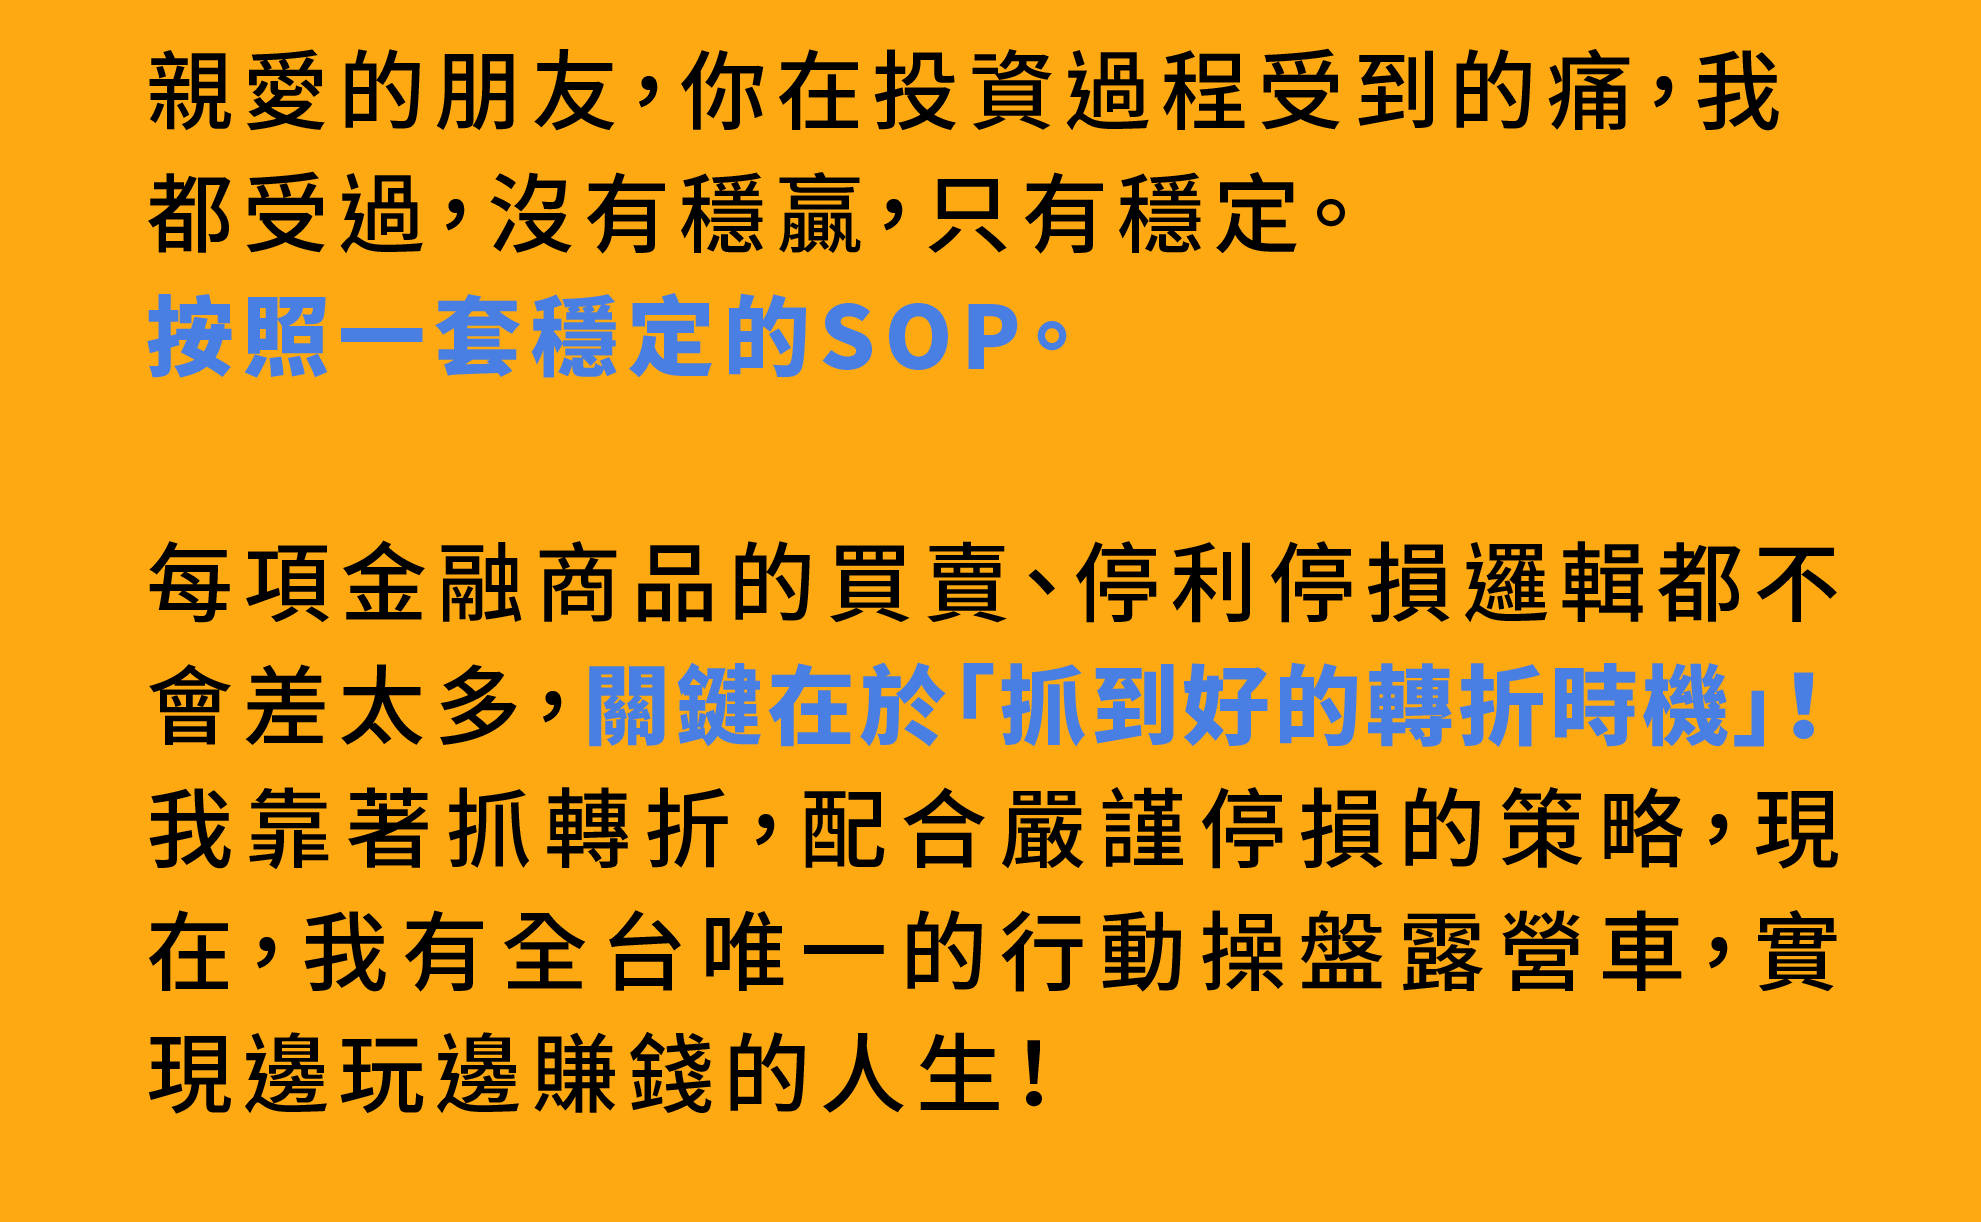 親愛的朋友，你在投資過程受到的痛，我
都受過，沒有穩贏，只有穩定。
按照一套穩定的SOP。
每項金融商品的買賣、停利停損邏輯都不
會差太多，關鍵在於「抓到好的轉折時機」！
我靠著抓轉折，配合嚴謹停損的策略，現
在，我有全台唯一的行動操盤露營車，實
現邊玩邊賺錢的人生！